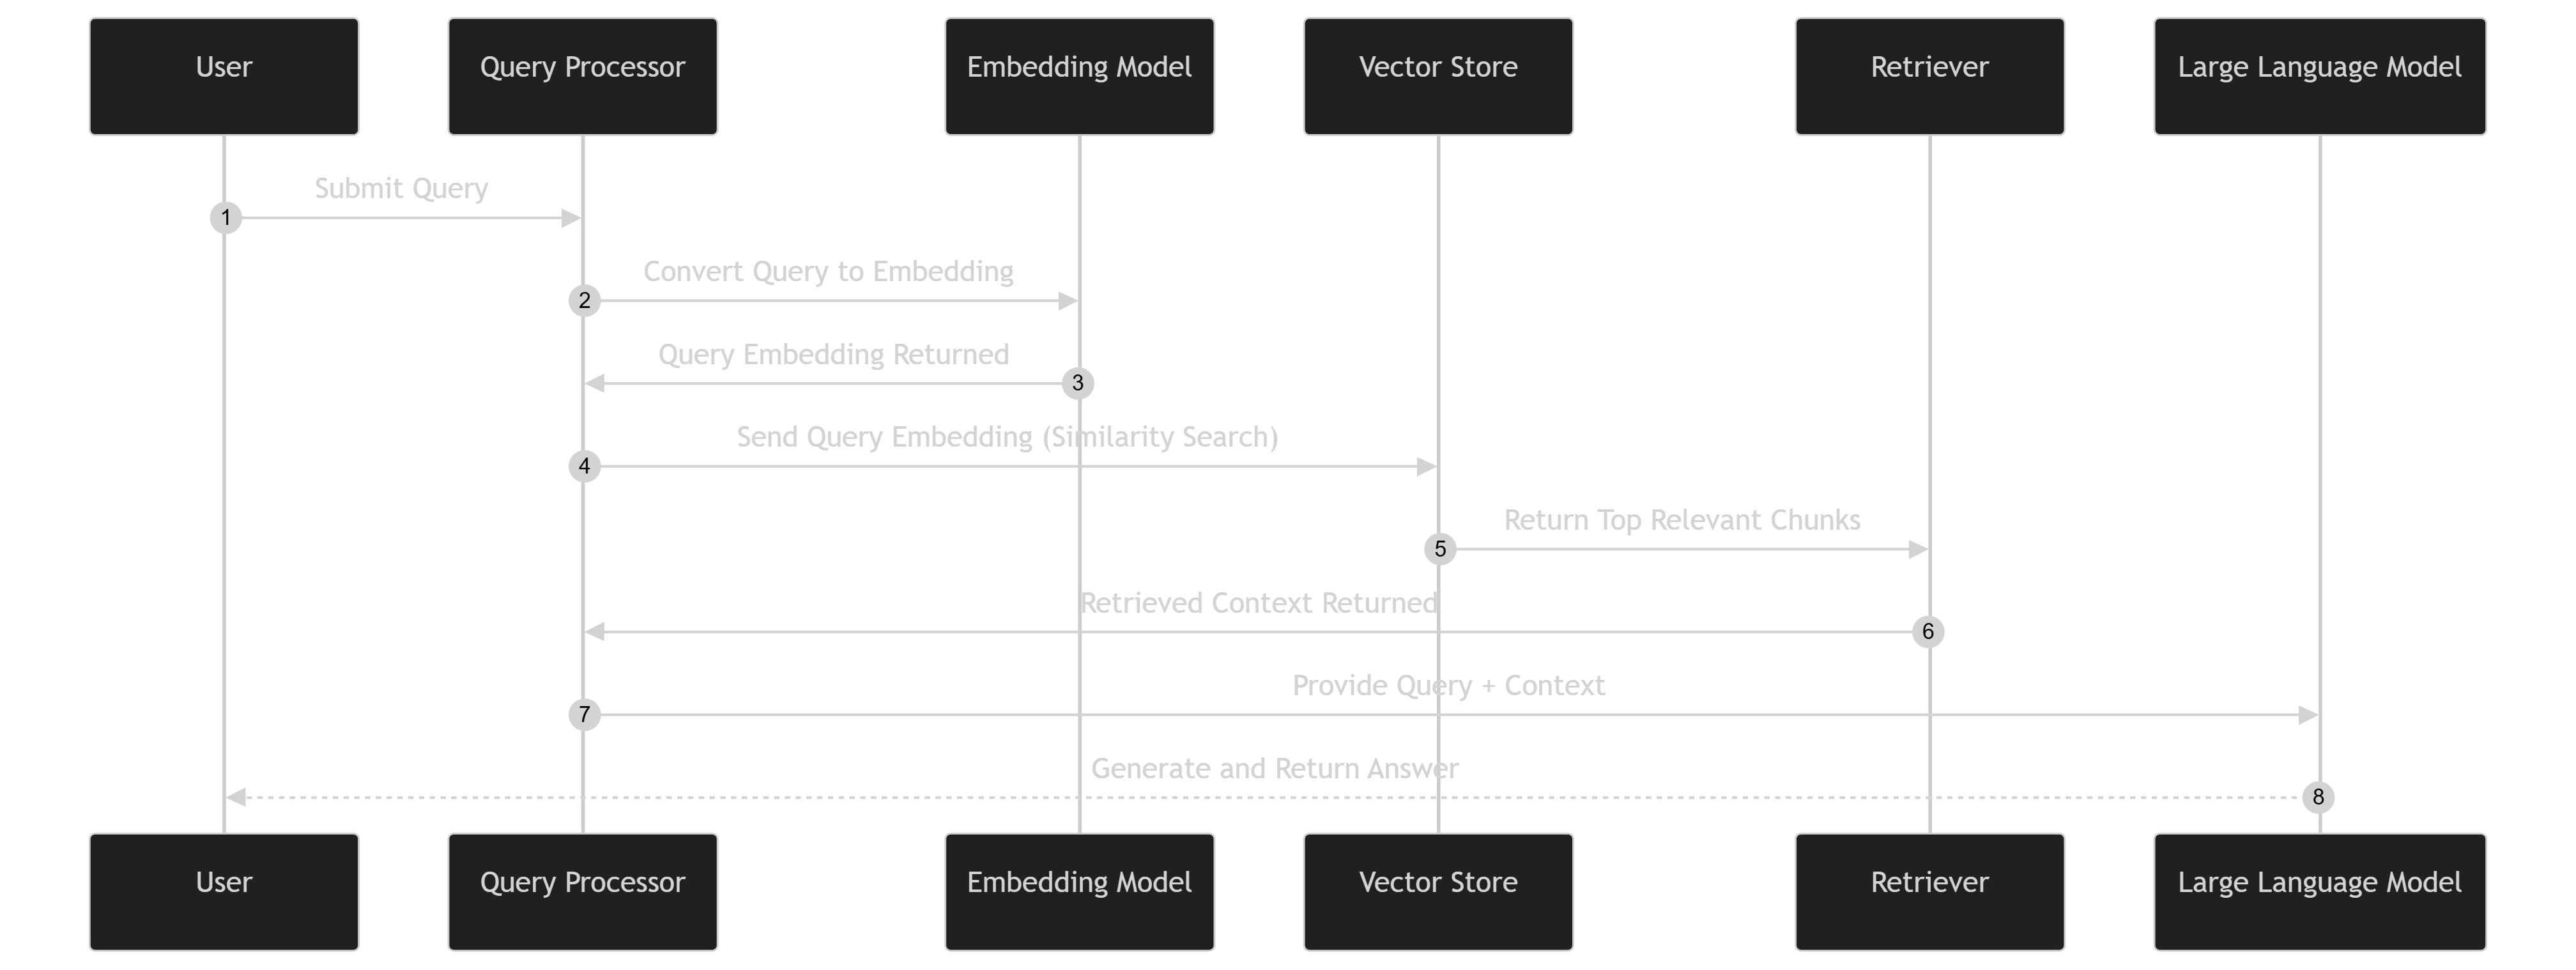 User
Query Processor
Embedding Model
Vector Store
Retriever
Large Language Model
Submit Query
1
Convert Query to Embedding
2
Query Embedding Returned
3
Send Query Embedding (Similarity Search)
4
Return Top Relevant Chunks
5
Retrieved Context Returned
6
Provide Query + Context
7
Generate and Return Answer
8
User
Query Processor
Embedding Model
Vector Store
Retriever
Large Language Model